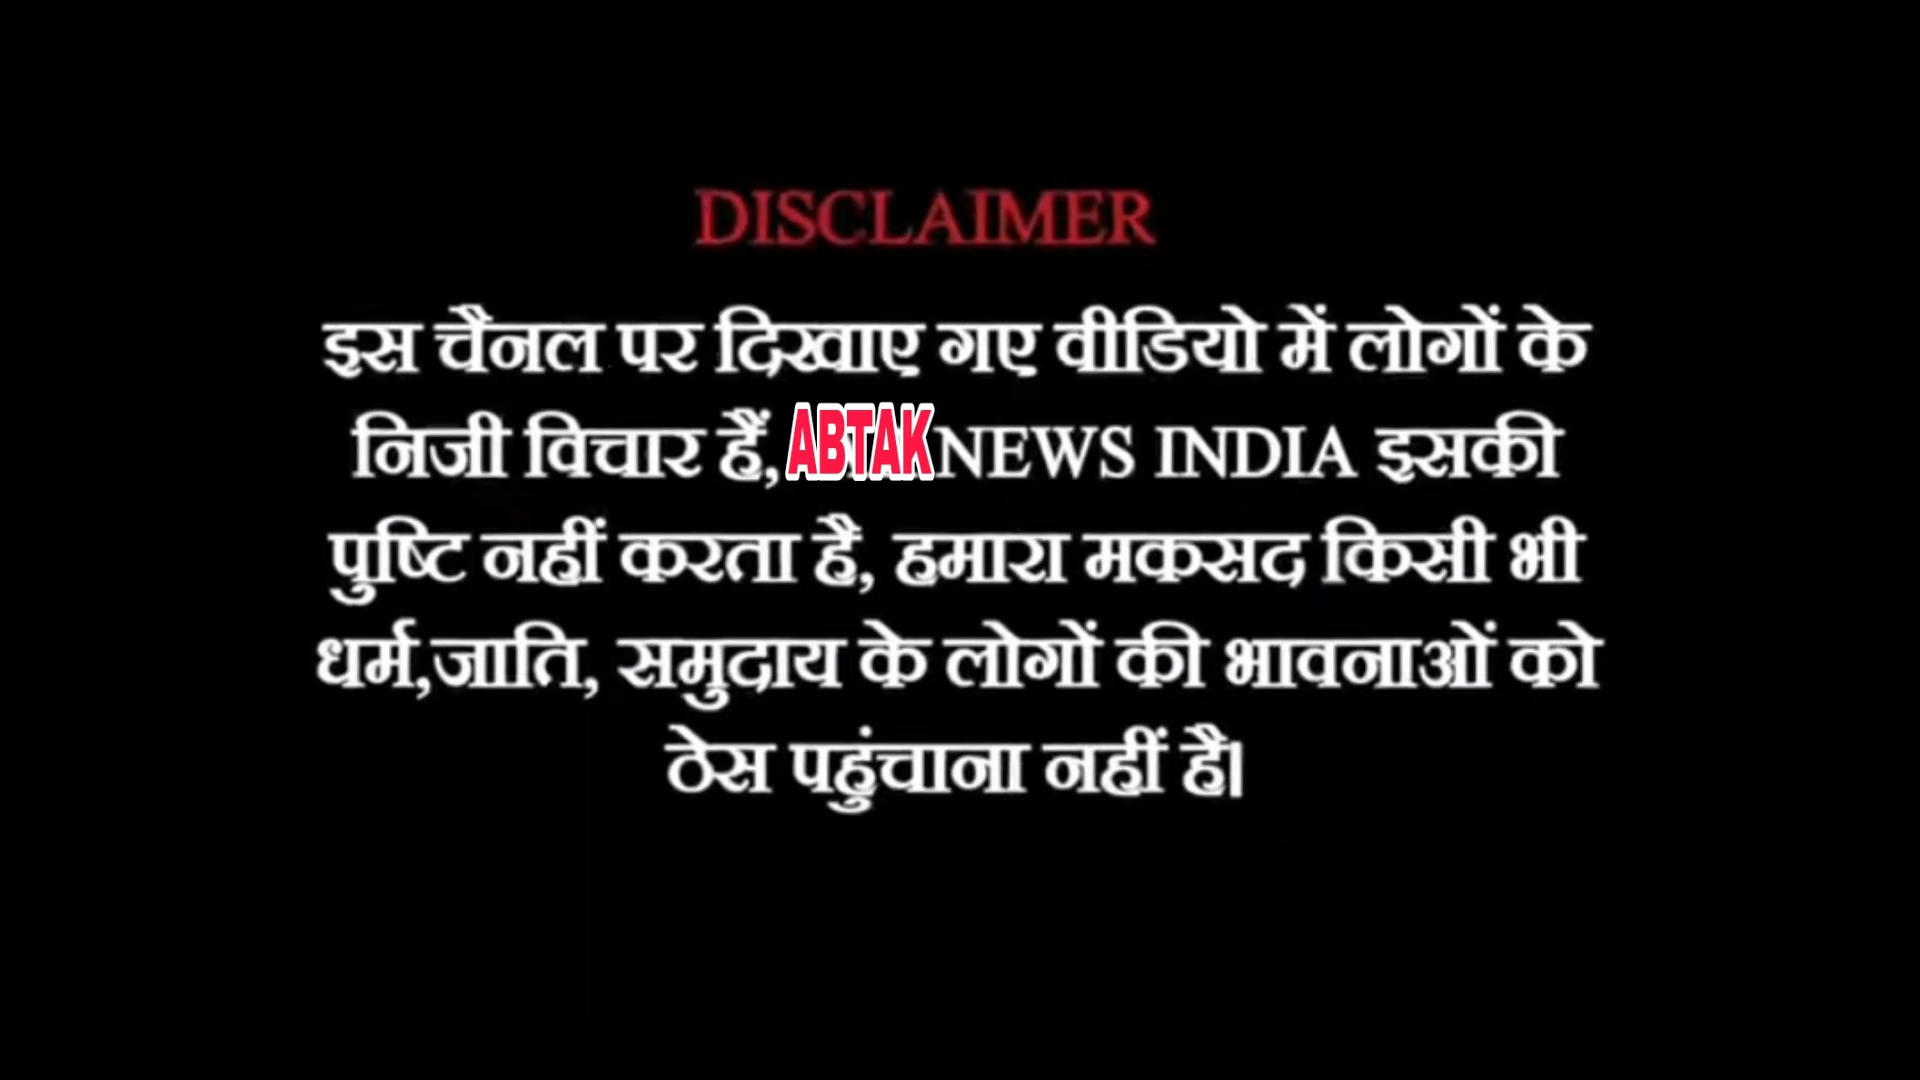 DISCLAIMER
इस चैनल पर दिखाए गए वीडियो में लोगों के
निजी विचार हैं, ABTAK NEWS INDIA इसकी
पुष्टि नहीं करता है, हमारा मकसद किसी भी
धर्म,जाति, समुदाय के लोगों की भावनाओं को
ठेस पहुंचाना नहीं है।